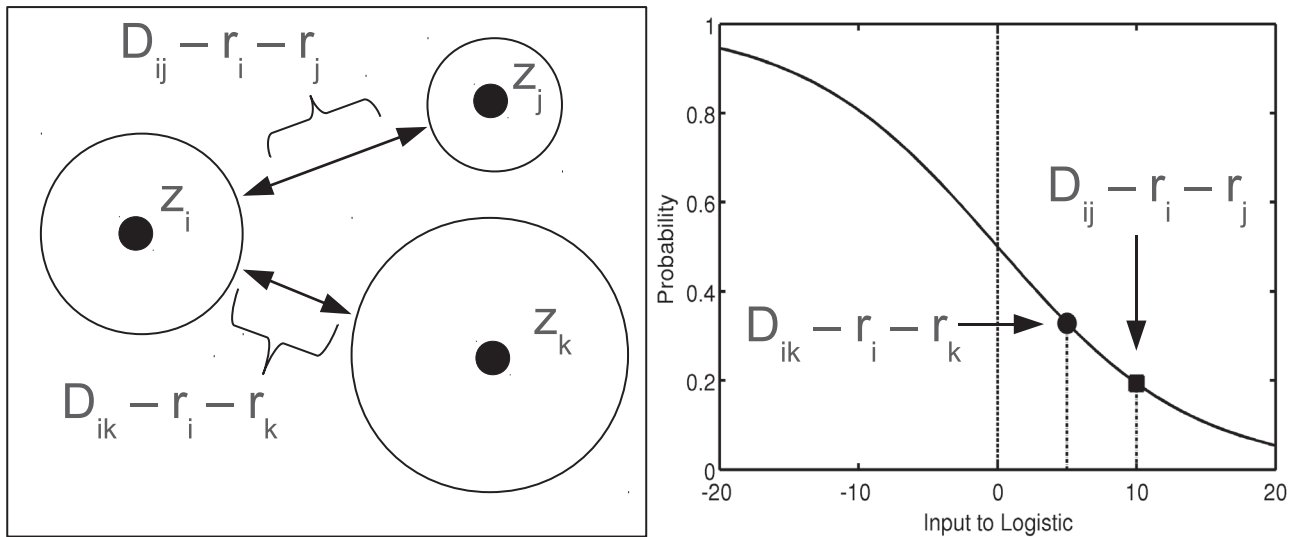 D_ij − r_i − r_j
z_j
z_i
z_k
D_ik − r_i − r_k
1
0.8
0.6
0.4
0.2
0
Probability
D_ij − r_i − r_j
D_ik − r_i − r_k
-20 -10 0 10 20
Input to Logistic